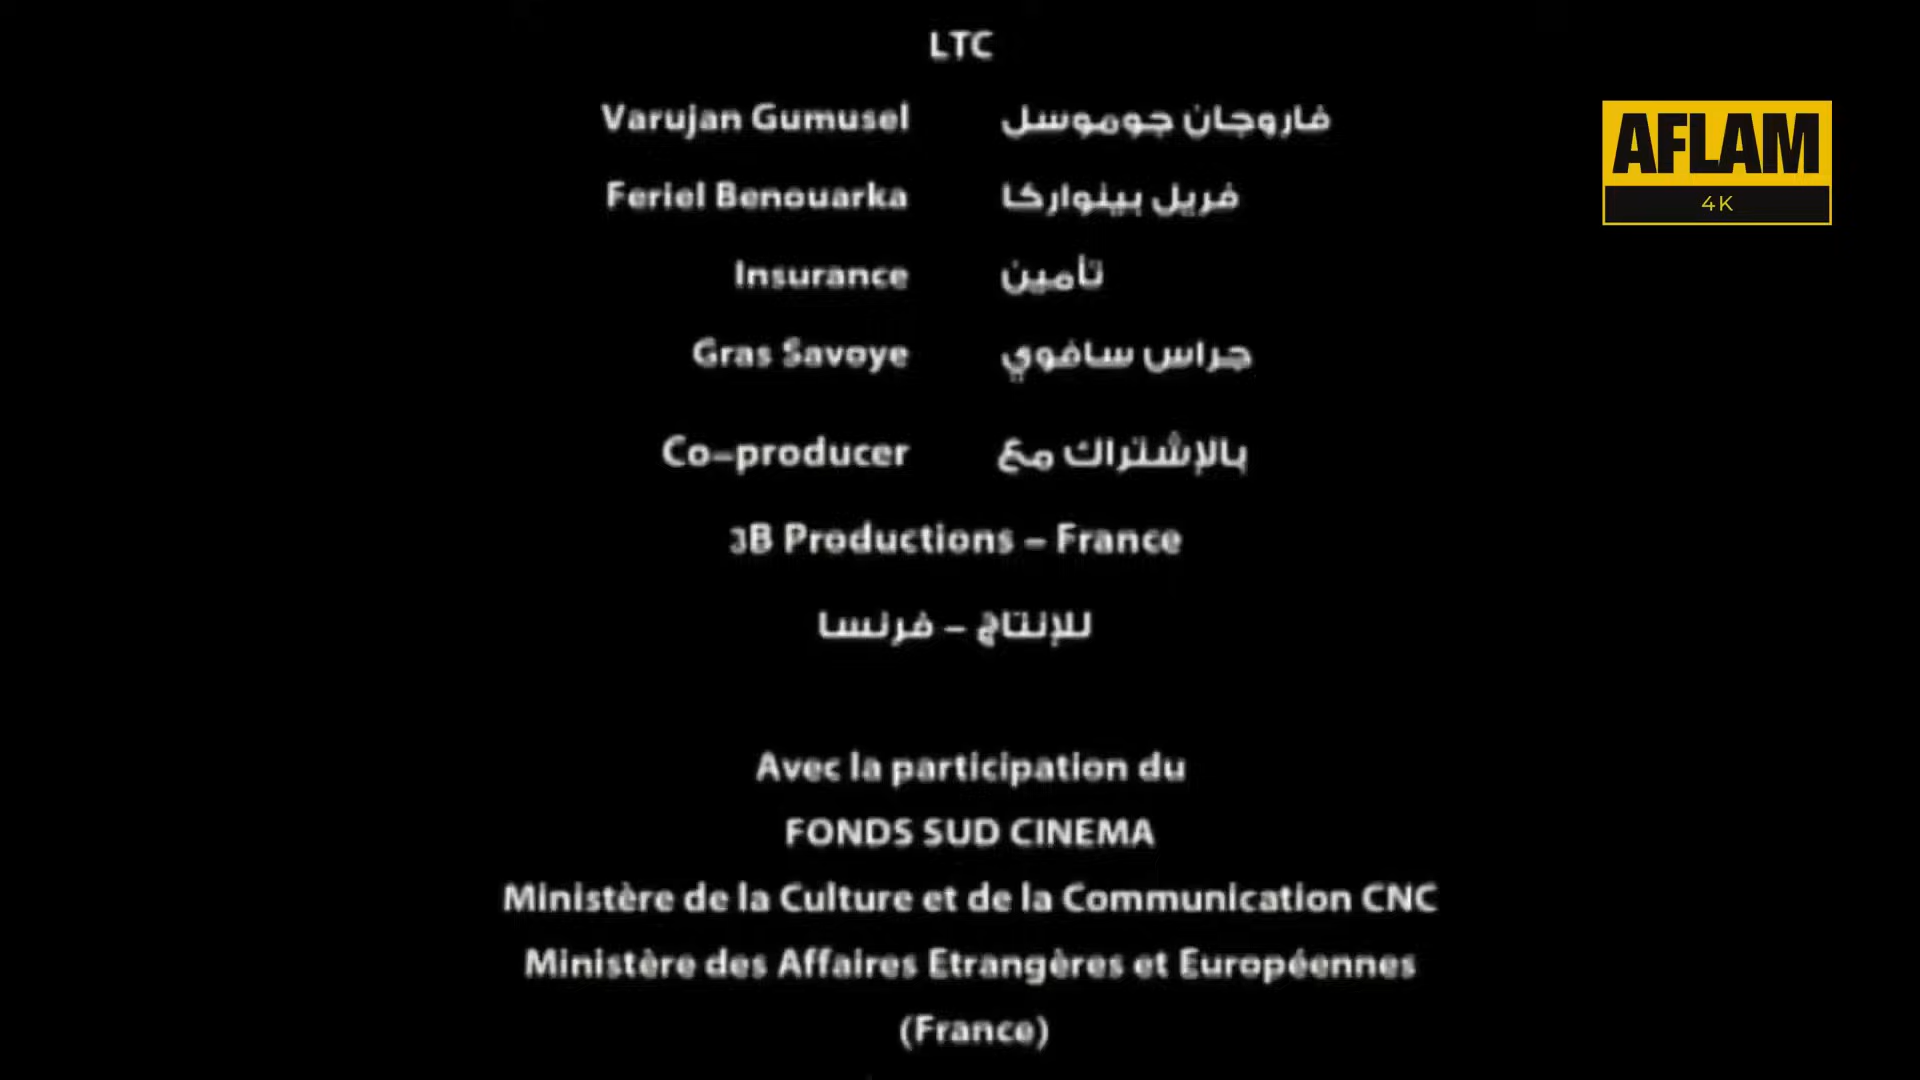 LTC
Varujan Gumusel فاروجان جوموسل
Feriel Benouarka فريل بينواركا
Insurance تأمين
Gras Savoye جراس سافوي
Co-producer بالإشتراك مع
3B Productions - France
للإنتاج - فرنسا
Avec la participation du
FONDS SUD CINEMA
Ministère de la Culture et de la Communication CNC
Ministère des Affaires Etrangères et Européennes
(France)
AFLAM
4K